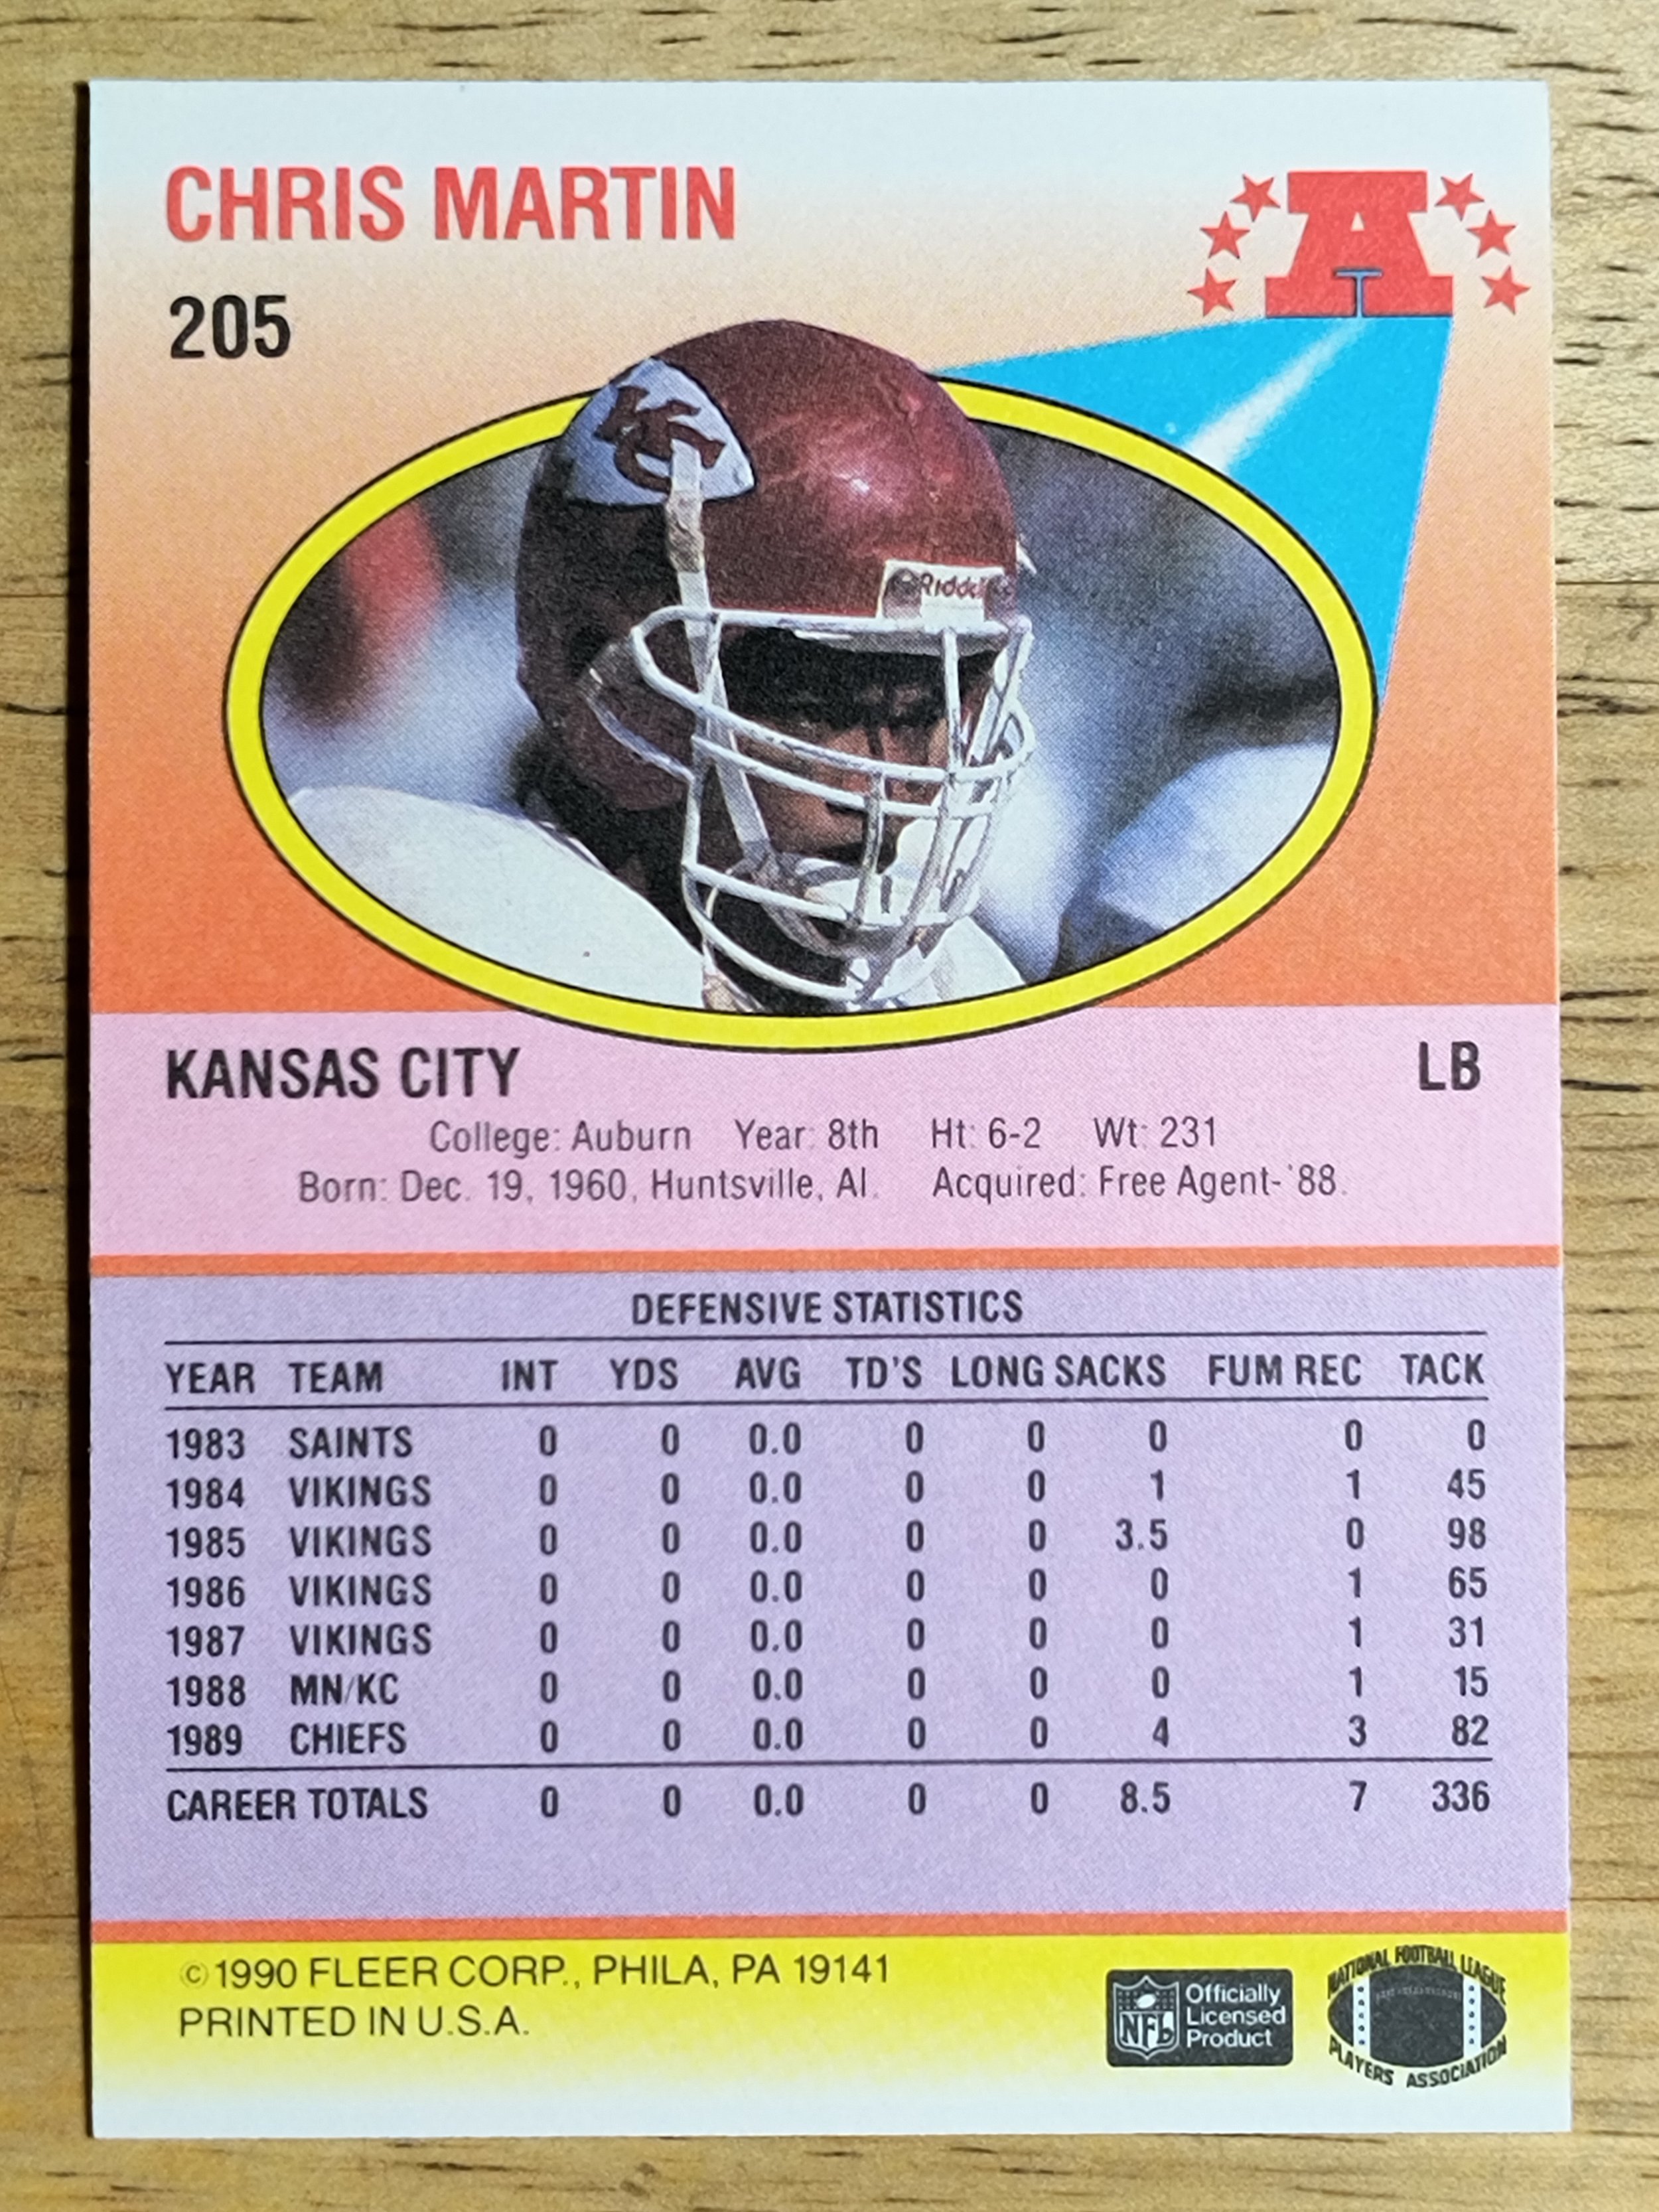 CHRIS MARTIN
A
205
KC
Riddell
KANSAS CITY LB
College: Auburn Year: 8th Ht: 6-2 Wt: 231
Born: Dec. 19, 1960, Huntsville, Al. Acquired: Free Agent-'88.
DEFENSIVE STATISTICS
YEAR TEAM INT YDS AVG TD'S LONG SACKS FUM REC TACK
1983 SAINTS 0 0 0.0 0 0 0 0 0
1984 VIKINGS 0 0 0.0 0 0 1 1 45
1985 VIKINGS 0 0 0.0 0 0 3.5 0 98
1986 VIKINGS 0 0 0.0 0 0 0 1 65
1987 VIKINGS 0 0 0.0 0 0 0 1 31
1988 MN/KC 0 0 0.0 0 0 0 1 15
1989 CHIEFS 0 0 0.0 0 0 4 3 82
CAREER TOTALS 0 0 0.0 0 0 8.5 7 336
©1990 FLEER CORP., PHILA, PA 19141
PRINTED IN U.S.A.
NFL
Officially
Licensed
Product
NATIONAL FOOTBALL LEAGUE
PLAYERS ASSOCIATION